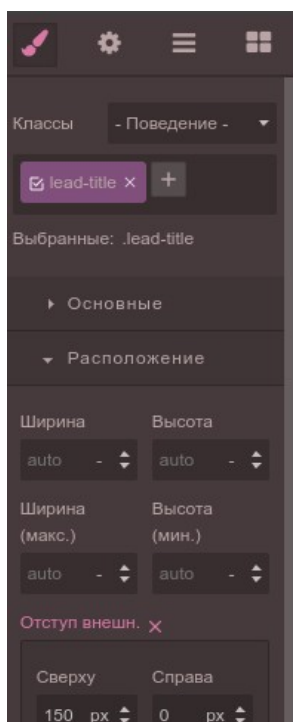 Классы - Поведение -
lead-title
Выбранные: .lead-title
Основные
Расположение
Ширина Высота
auto - auto -
Ширина Высота
(макс.) (мин.)
auto - auto -
Отступ внешн.
Сверху Справа
150 px 0 px